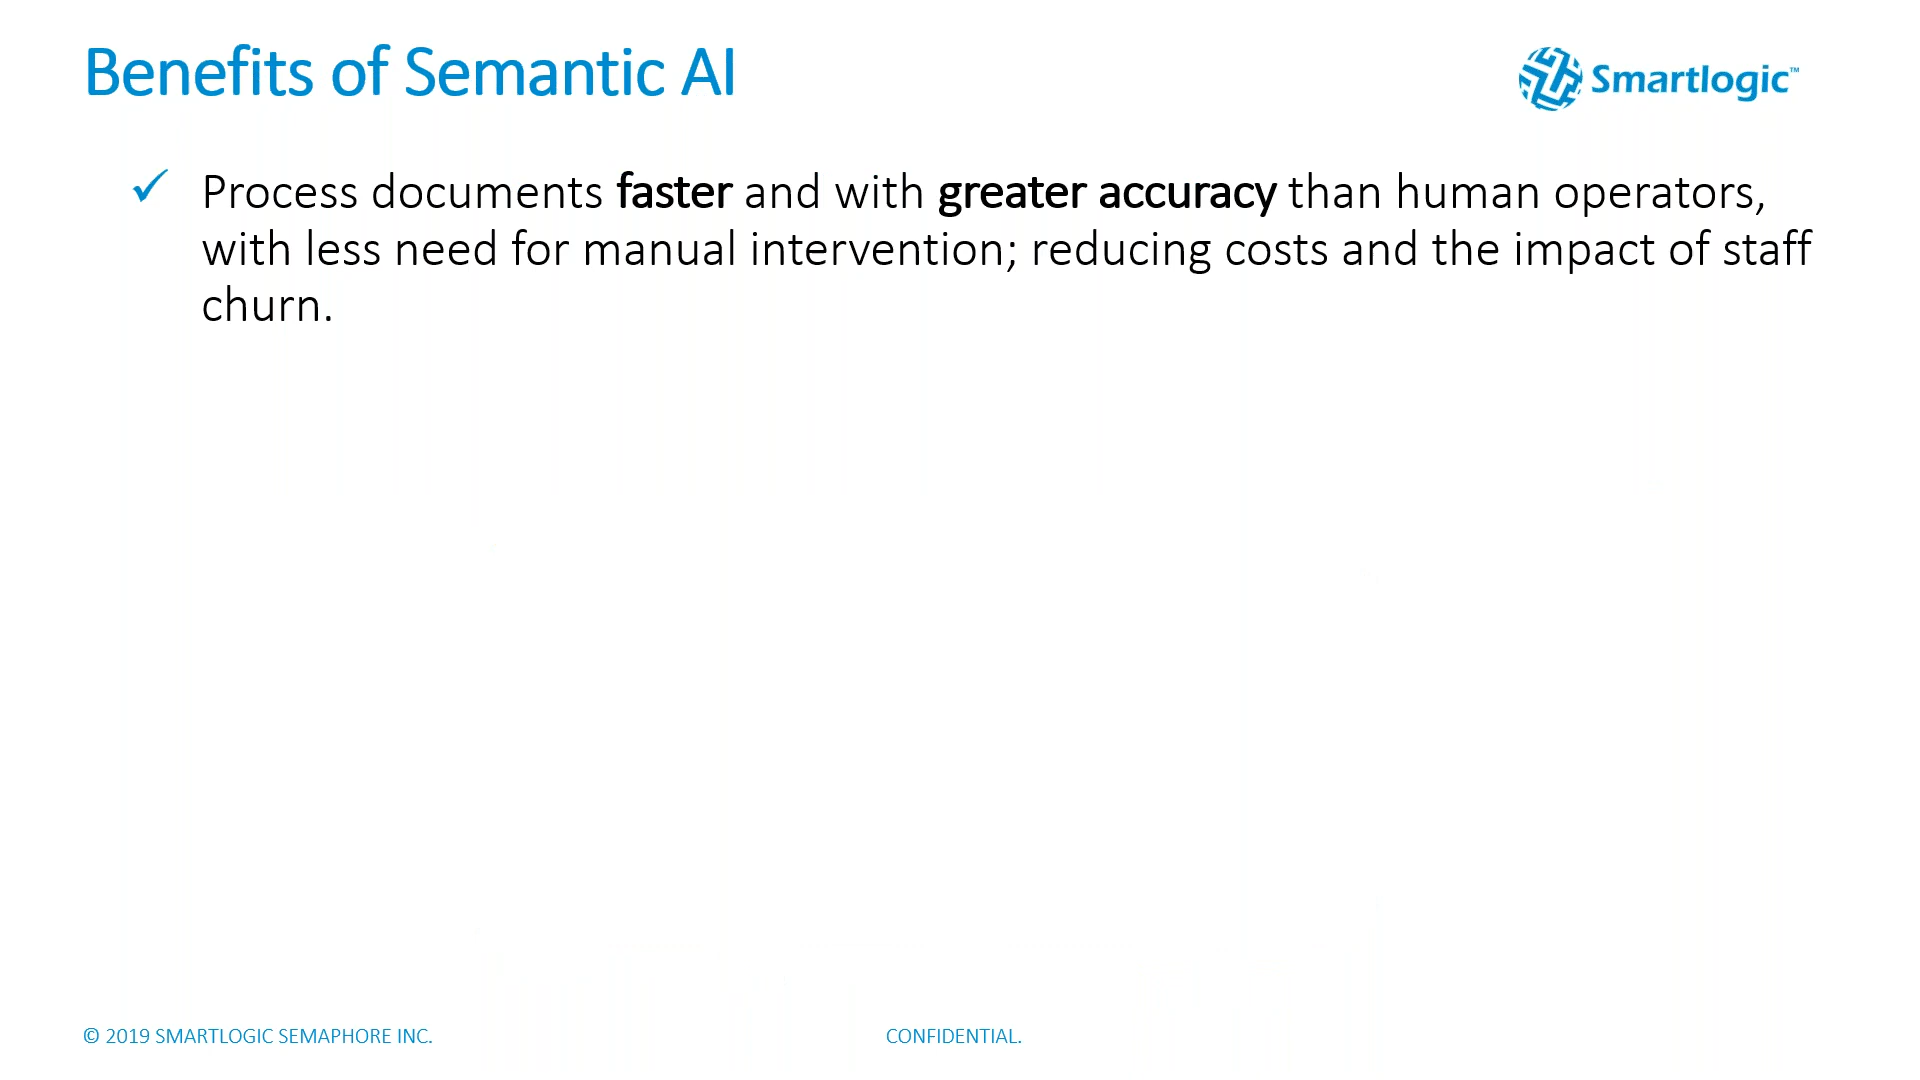 Benefits of Semantic AI
Smartlogic™
✓ Process documents faster and with greater accuracy than human operators,
with less need for manual intervention; reducing costs and the impact of staff
churn.
© 2019 SMARTLOGIC SEMAPHORE INC.
CONFIDENTIAL.